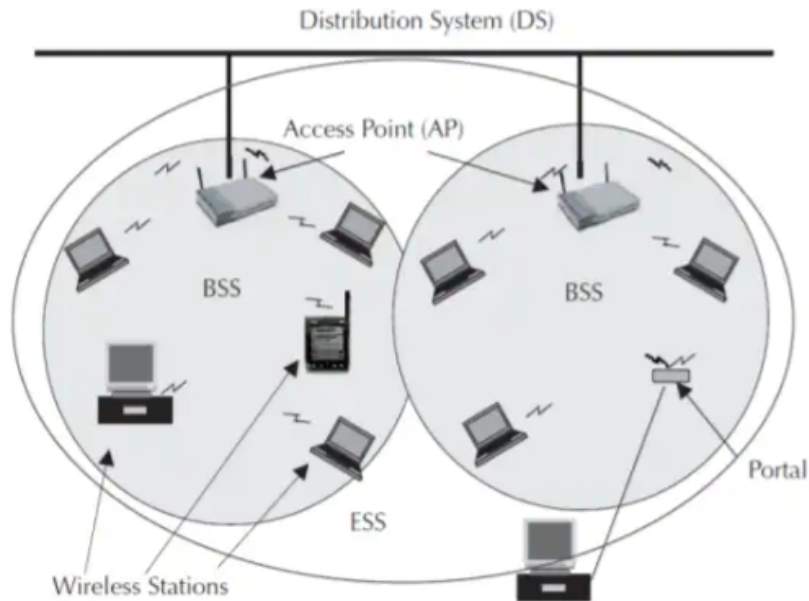 Distribution System (DS)
Access Point (AP)
BSS
BSS
Portal
ESS
Wireless Stations